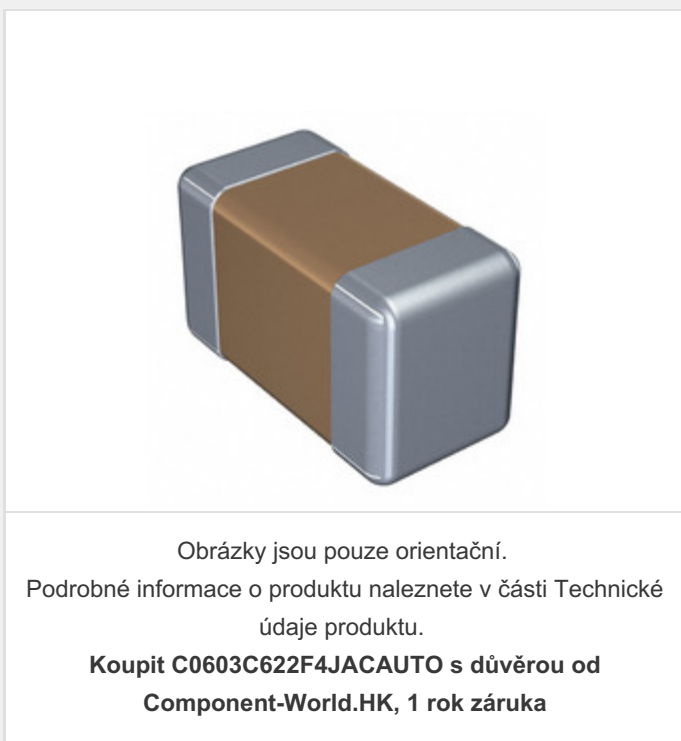 Obrázky jsou pouze orientační.
Podrobné informace o produktu naleznete v části Technické
údaje produktu.
Koupit C0603C622F4JACAUTO s důvěrou od
Component-World.HK, 1 rok záruka